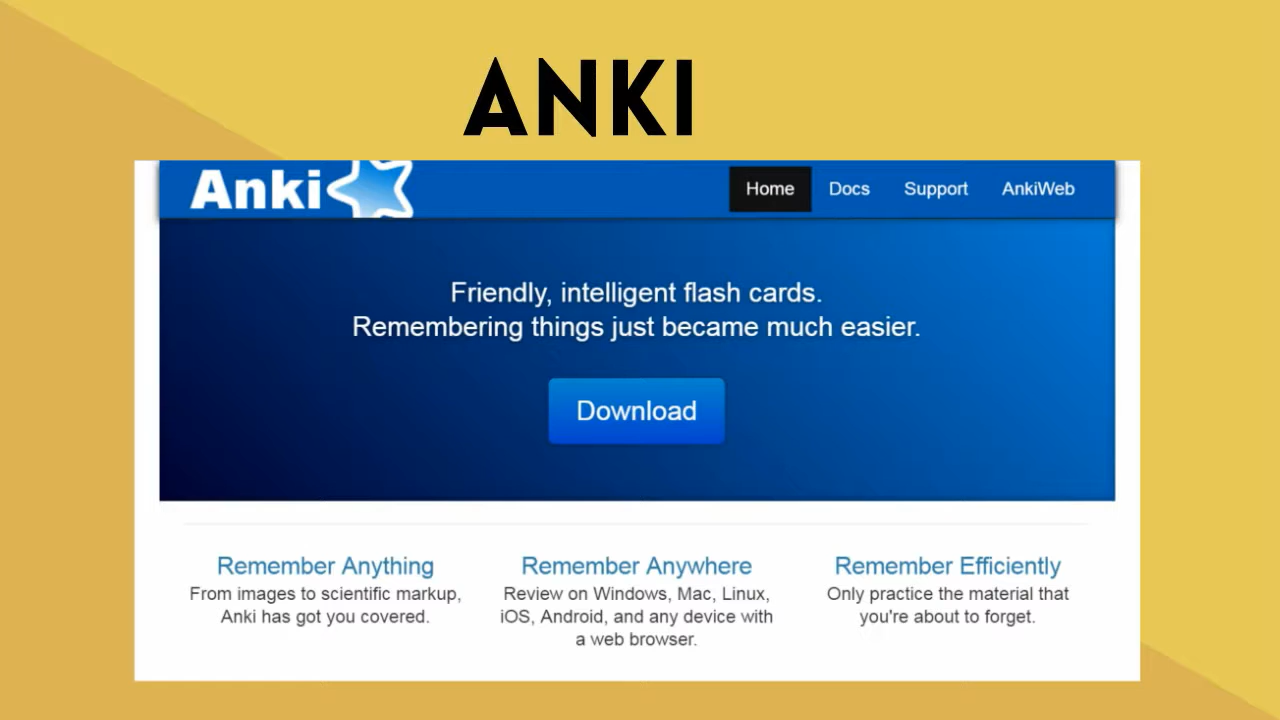 ANKI
Anki
Home Docs Support AnkiWeb
Friendly, intelligent flash cards.
Remembering things just became much easier.
Download
Remember Anything
From images to scientific markup,
Anki has got you covered.
Remember Anywhere
Review on Windows, Mac, Linux,
iOS, Android, and any device with
a web browser.
Remember Efficiently
Only practice the material that
you're about to forget.